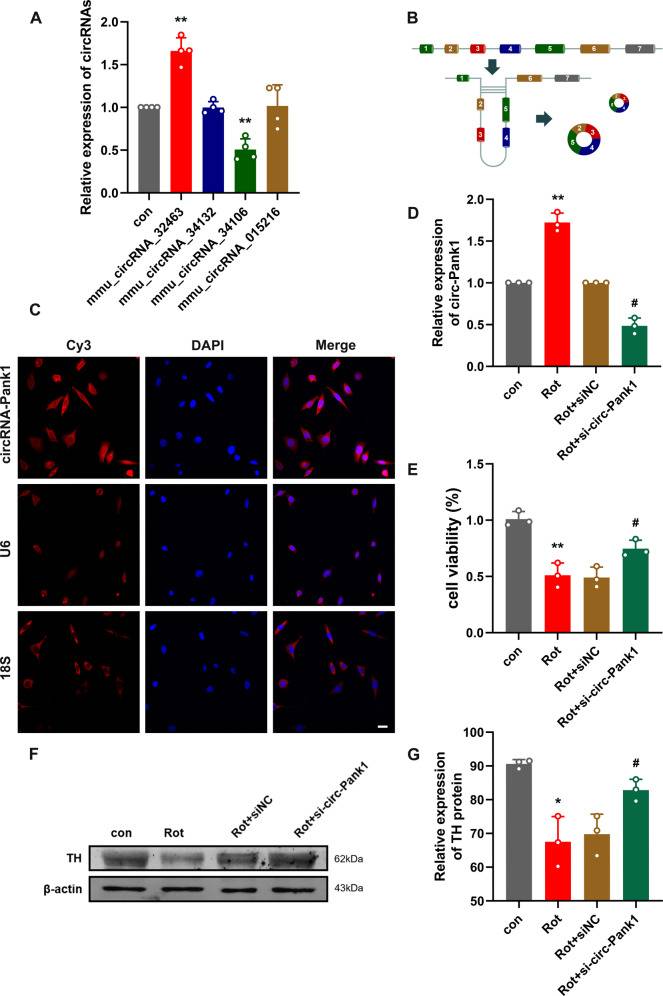 A
Relative expression of circRNAs
2.0
1.5
1.0
0.5
0.0
**
**
con
mmu_circRNA_32463
mmu_circRNA_34132
mmu_circRNA_34106
mmu_circRNA_015216
B
1 2 3 4 5 6 7
1 6 7
2 5
3 4
2 3 4 5
C
Cy3 DAPI Merge
circRNA-Pank1
U6
18S
D
Relative expression
of circ-Pank1
2.0
1.5
1.0
0.5
0.0
**
#
con
Rot
Rot+siNC
Rot+si-circ-Pank1
E
cell viability (%)
1.5
1.0
0.5
0.0
**
#
con
Rot
Rot+siNC
Rot+si-circ-Pank1
F
con Rot Rot+siNC Rot+si-circ-Pank1
TH 62kDa
β-actin 43kDa
G
Relative expression
of TH protein
100
90
80
70
60
50
*
#
con
Rot
Rot+siNC
Rot+si-circ-Pank1